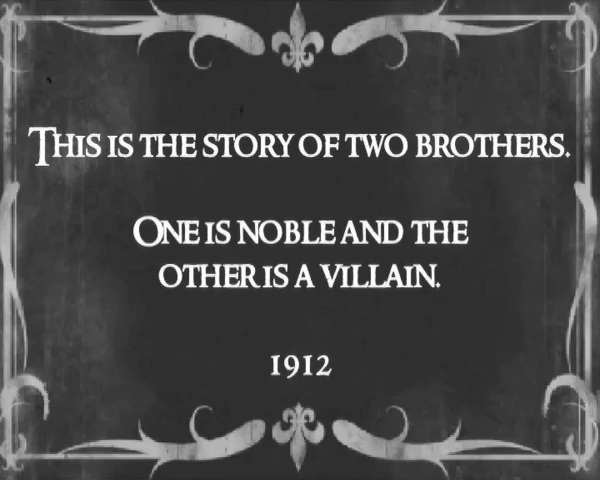 THIS IS THE STORY OF TWO BROTHERS.
ONE IS NOBLE AND THE
OTHER IS A VILLAIN.
1912